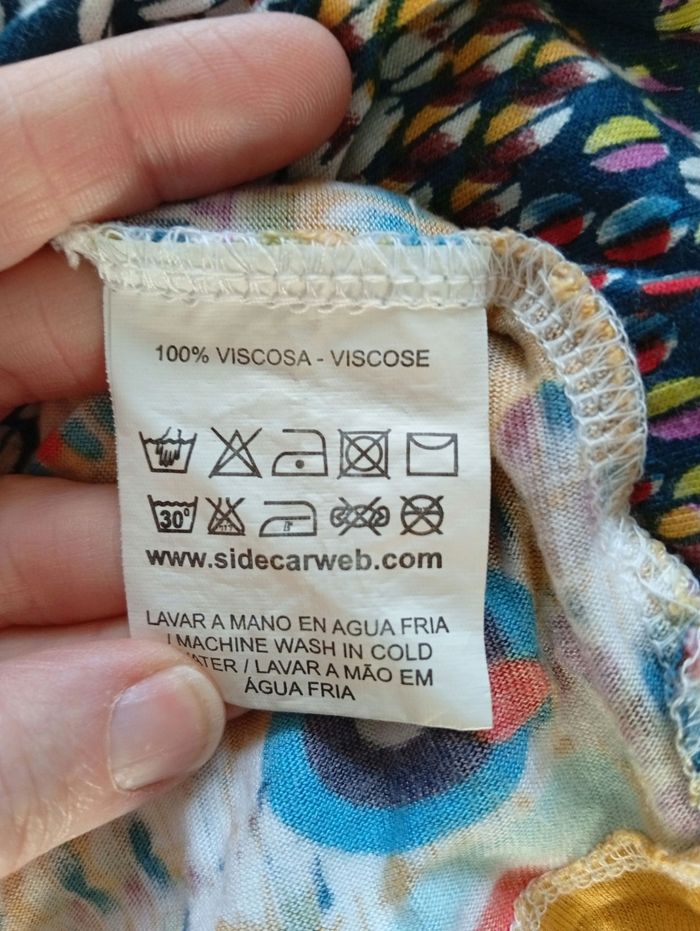 100% VISCOSA - VISCOSE
30°
www.sidecarweb.com
LAVAR A MANO EN AGUA FRIA
/ MACHINE WASH IN COLD
WATER / LAVAR A MÃO EM
ÁGUA FRIA